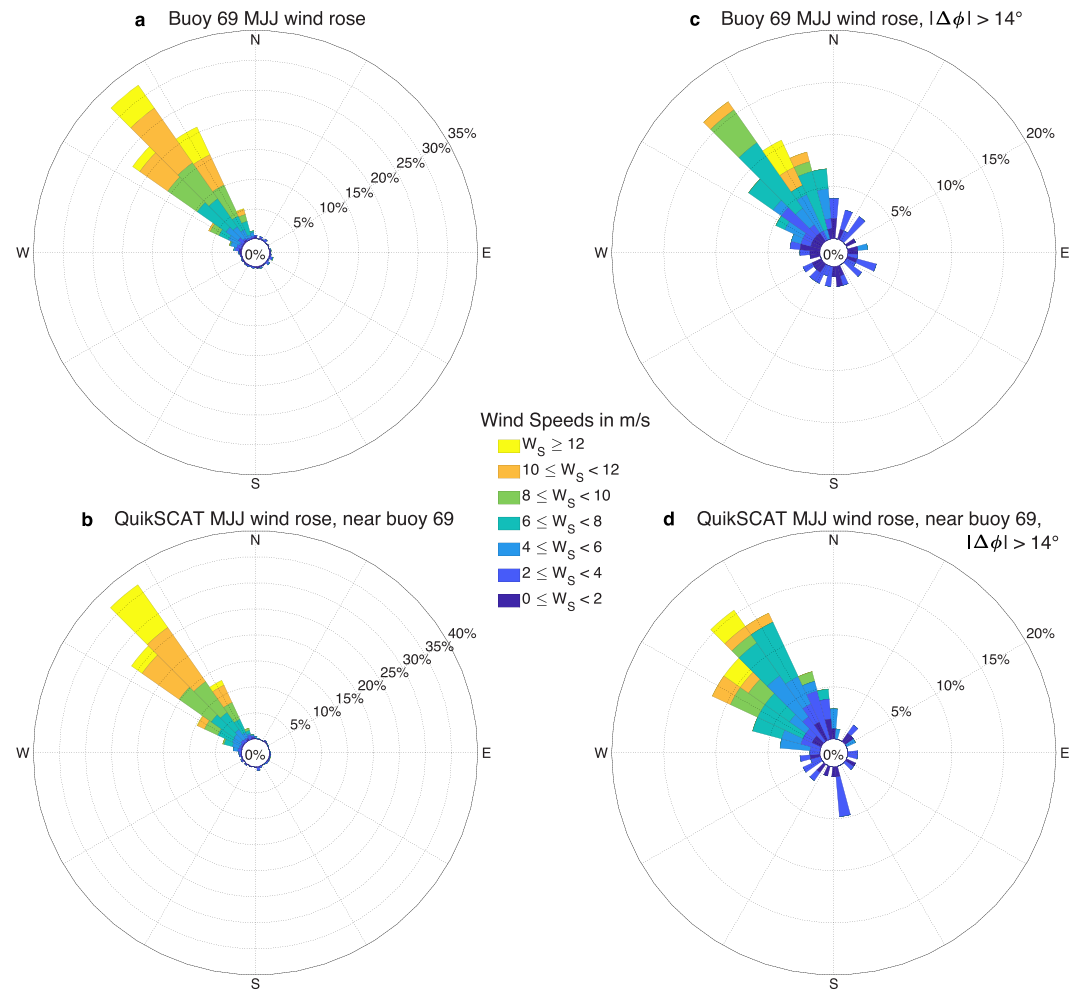 a Buoy 69 MJJ wind rose
N
35%
30%
25%
20%
15%
10%
5%
0%
W
E
S
c Buoy 69 MJJ wind rose, |Δϕ| > 14°
N
20%
15%
10%
5%
0%
W
E
S
Wind Speeds in m/s
W_S ≥ 12
10 ≤ W_S < 12
8 ≤ W_S < 10
6 ≤ W_S < 8
4 ≤ W_S < 6
2 ≤ W_S < 4
0 ≤ W_S < 2
b QuikSCAT MJJ wind rose, near buoy 69
N
40%
35%
30%
25%
20%
15%
10%
5%
0%
W
E
S
d QuikSCAT MJJ wind rose, near buoy 69,
|Δϕ| > 14°
N
20%
15%
10%
5%
0%
W
E
S